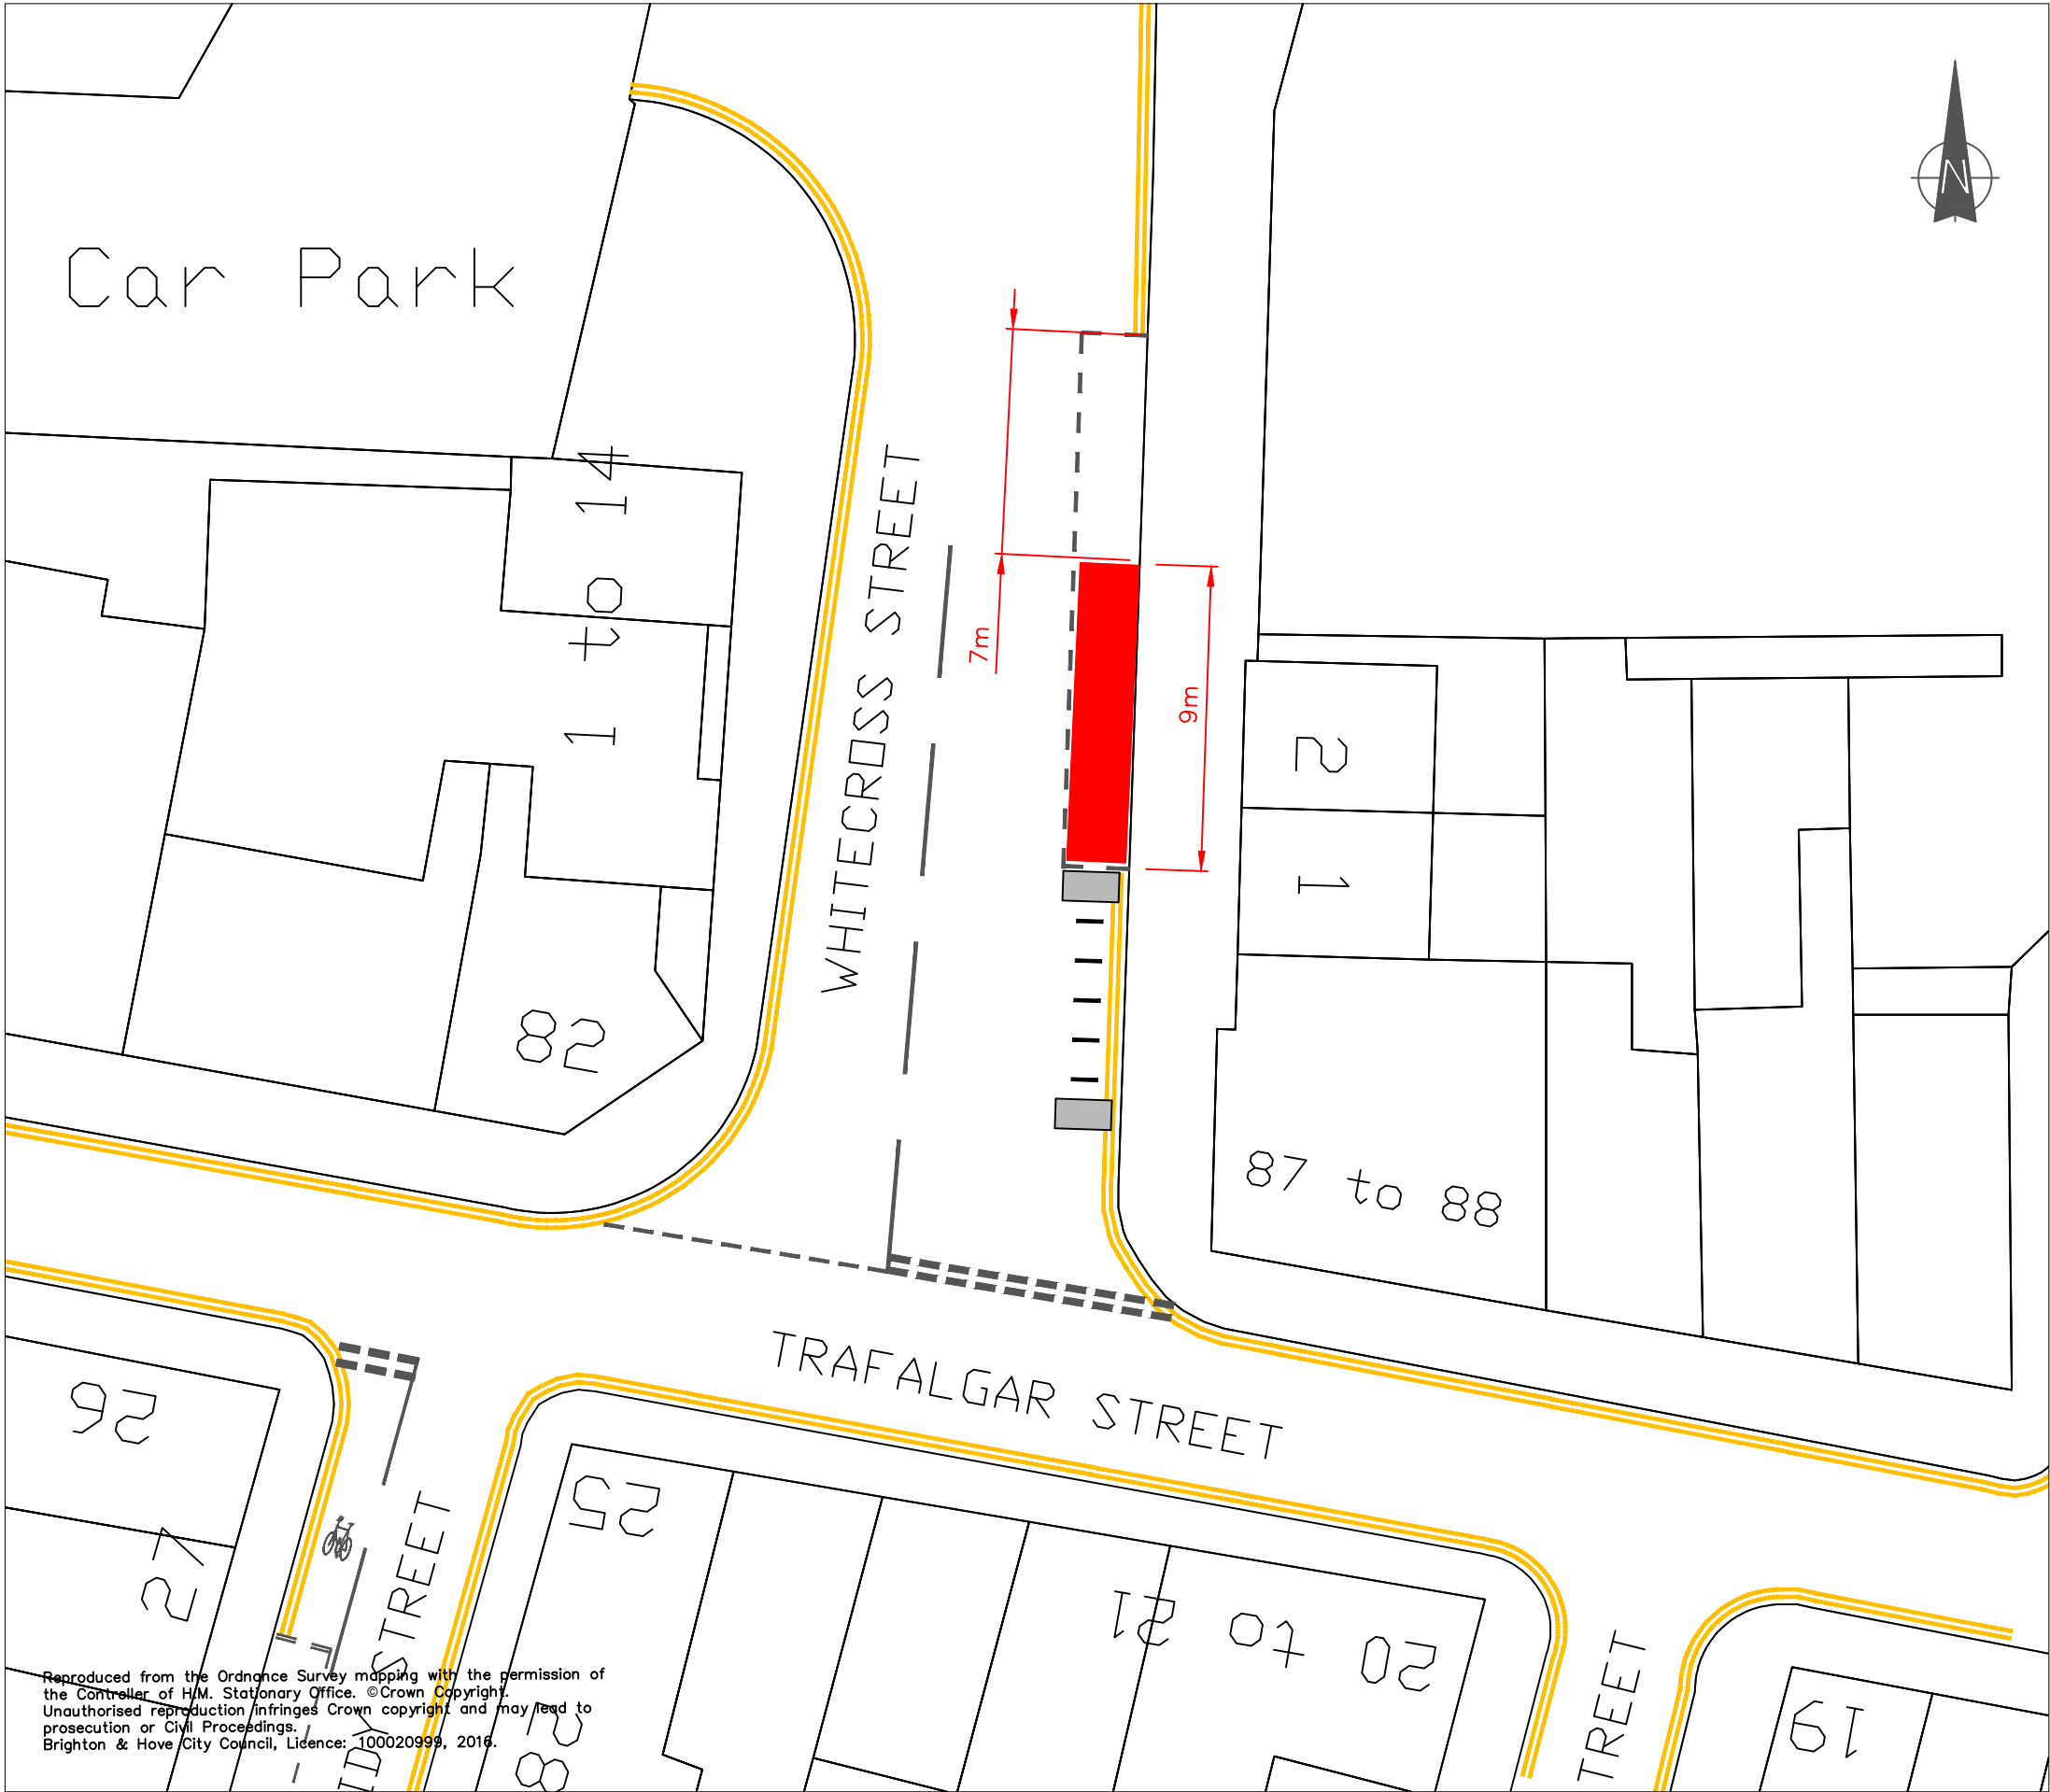 N
Car Park
1 to 14
WHITECROSS STREET
7m
9m
2
1
82
87 to 88
TRAFALGAR STREET
26
25
27
STREET
20 to 21
19
28
TREET
Reproduced from the Ordnance Survey mapping with the permission of
the Controller of H.M. Stationary Office. ©Crown Copyright.
Unauthorised reproduction infringes Crown copyright and may lead to
prosecution or Civil Proceedings.
Brighton & Hove City Council, Licence: 100020999, 2016.